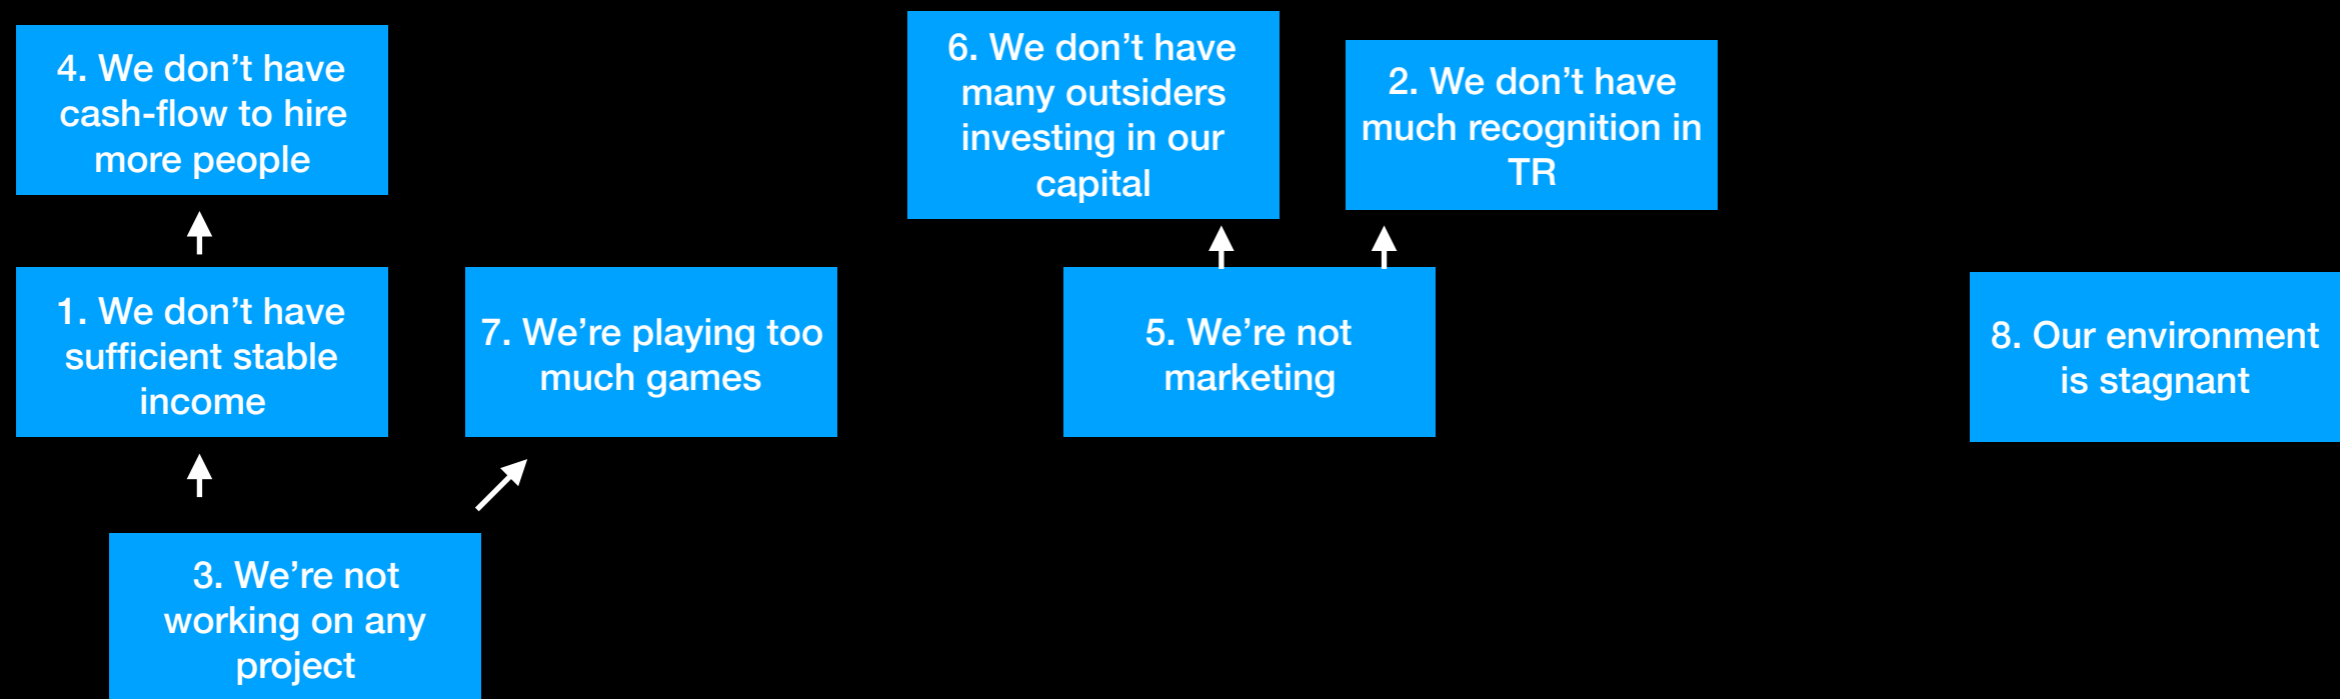 4. We don’t have
cash-flow to hire
more people
6. We don’t have
many outsiders
investing in our
capital
2. We don’t have
much recognition in
TR
1. We don’t have
sufficient stable
income
7. We’re playing too
much games
5. We’re not
marketing
8. Our environment
is stagnant
3. We’re not
working on any
project